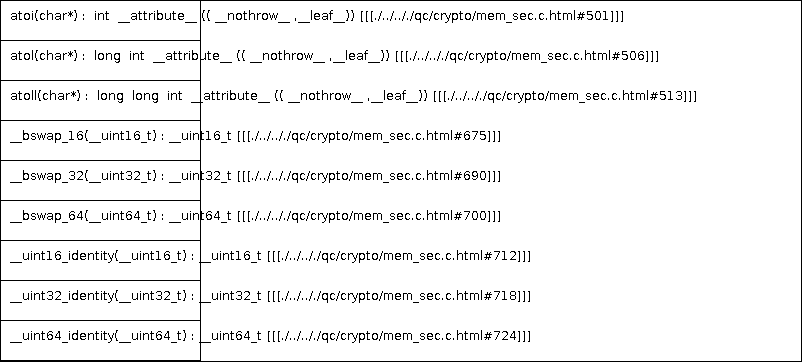 atoi(char*) : int __attribute__ (( __nothrow__ ,__leaf__)) [[[./../.././qc/crypto/mem_sec.c.html#501]]]
atol(char*) : long int __attribute__ (( __nothrow__ ,__leaf__)) [[[./../.././qc/crypto/mem_sec.c.html#506]]]
atoll(char*) : long long int __attribute__ (( __nothrow__ ,__leaf__)) [[[./../.././qc/crypto/mem_sec.c.html#513]]]
__bswap_16(__uint16_t) : __uint16_t [[[./../.././qc/crypto/mem_sec.c.html#675]]]
__bswap_32(__uint32_t) : __uint32_t [[[./../.././qc/crypto/mem_sec.c.html#690]]]
__bswap_64(__uint64_t) : __uint64_t [[[./../.././qc/crypto/mem_sec.c.html#700]]]
__uint16_identity(__uint16_t) : __uint16_t [[[./../.././qc/crypto/mem_sec.c.html#712]]]
__uint32_identity(__uint32_t) : __uint32_t [[[./../.././qc/crypto/mem_sec.c.html#718]]]
__uint64_identity(__uint64_t) : __uint64_t [[[./../.././qc/crypto/mem_sec.c.html#724]]]